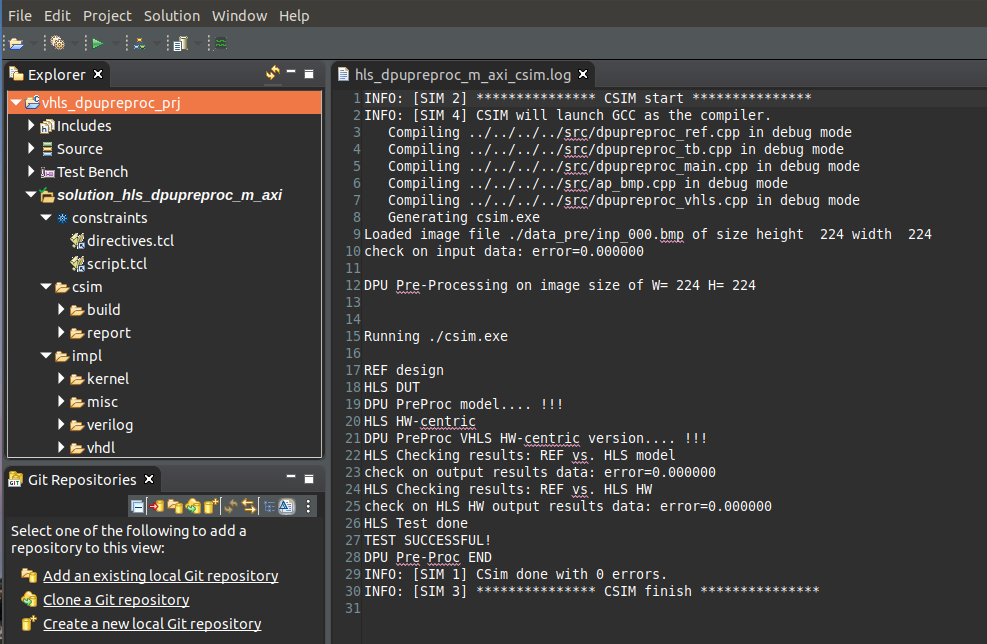 File Edit Project Solution Window Help
Explorer
vhls_dpupreproc_prj
Includes
Source
Test Bench
solution_hls_dpupreproc_m_axi
constraints
directives.tcl
script.tcl
csim
build
report
impl
kernel
misc
verilog
vhdl
Git Repositories
Select one of the following to add a
repository to this view:
Add an existing local Git repository
Clone a Git repository
Create a new local Git repository
hls_dpupreproc_m_axi_csim.log
1 INFO: [SIM 2] *************** CSIM start ***************
2 INFO: [SIM 4] CSIM will launch GCC as the compiler.
3    Compiling ../../../../src/dpupreproc_ref.cpp in debug mode
4    Compiling ../../../../src/dpupreproc_tb.cpp in debug mode
5    Compiling ../../../../src/dpupreproc_main.cpp in debug mode
6    Compiling ../../../../src/ap_bmp.cpp in debug mode
7    Compiling ../../../../src/dpupreproc_vhls.cpp in debug mode
8    Generating csim.exe
9 Loaded image file ./data_pre/inp_000.bmp of size height  224 width  224
10 check on input data: error=0.000000
11
12 DPU Pre-Processing on image size of W= 224 H= 224
13
14
15 Running ./csim.exe
16
17 REF design
18 HLS DUT
19 DPU PreProc model.... !!!
20 HLS HW-centric
21 DPU PreProc VHLS HW-centric version.... !!!
22 HLS Checking results: REF vs. HLS model
23 check on output results data: error=0.000000
24 HLS Checking results: REF vs. HLS HW
25 check on HLS HW output results data: error=0.000000
26 HLS Test done
27 TEST SUCCESSFUL!
28 DPU Pre-Proc END
29 INFO: [SIM 1] CSim done with 0 errors.
30 INFO: [SIM 3] *************** CSIM finish ***************
31